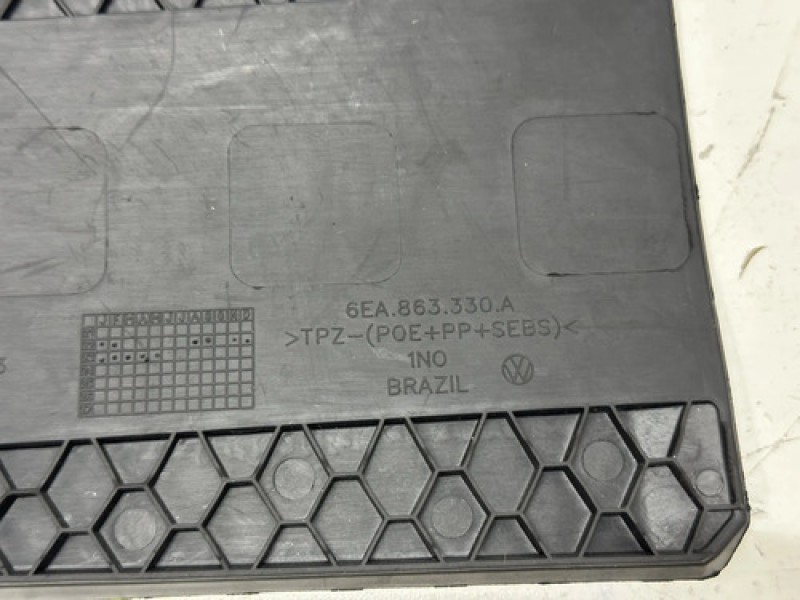 6EA.863.330.A
>TPZ-(POE+PP+SEBS)<
1NO
BRAZIL